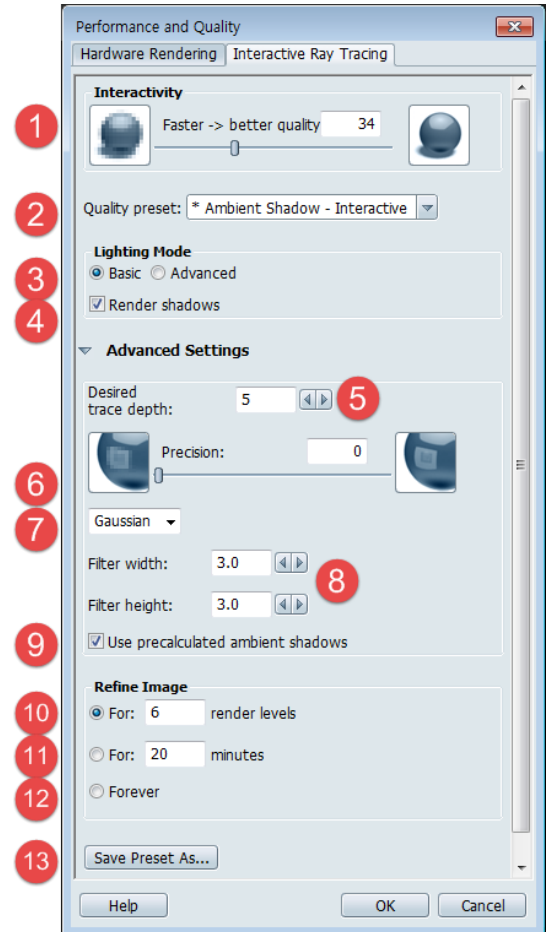 Performance and Quality
Hardware Rendering Interactive Ray Tracing
Interactivity
1 Faster -> better quality 34
2 Quality preset: * Ambient Shadow - Interactive
Lighting Mode
3 Basic Advanced
4 Render shadows
Advanced Settings
Desired
trace depth: 5 5
Precision: 0
6
7 Gaussian
Filter width: 3.0
8
Filter height: 3.0
9 Use precalculated ambient shadows
Refine Image
10 For: 6 render levels
11 For: 20 minutes
12 Forever
13 Save Preset As...
Help OK Cancel